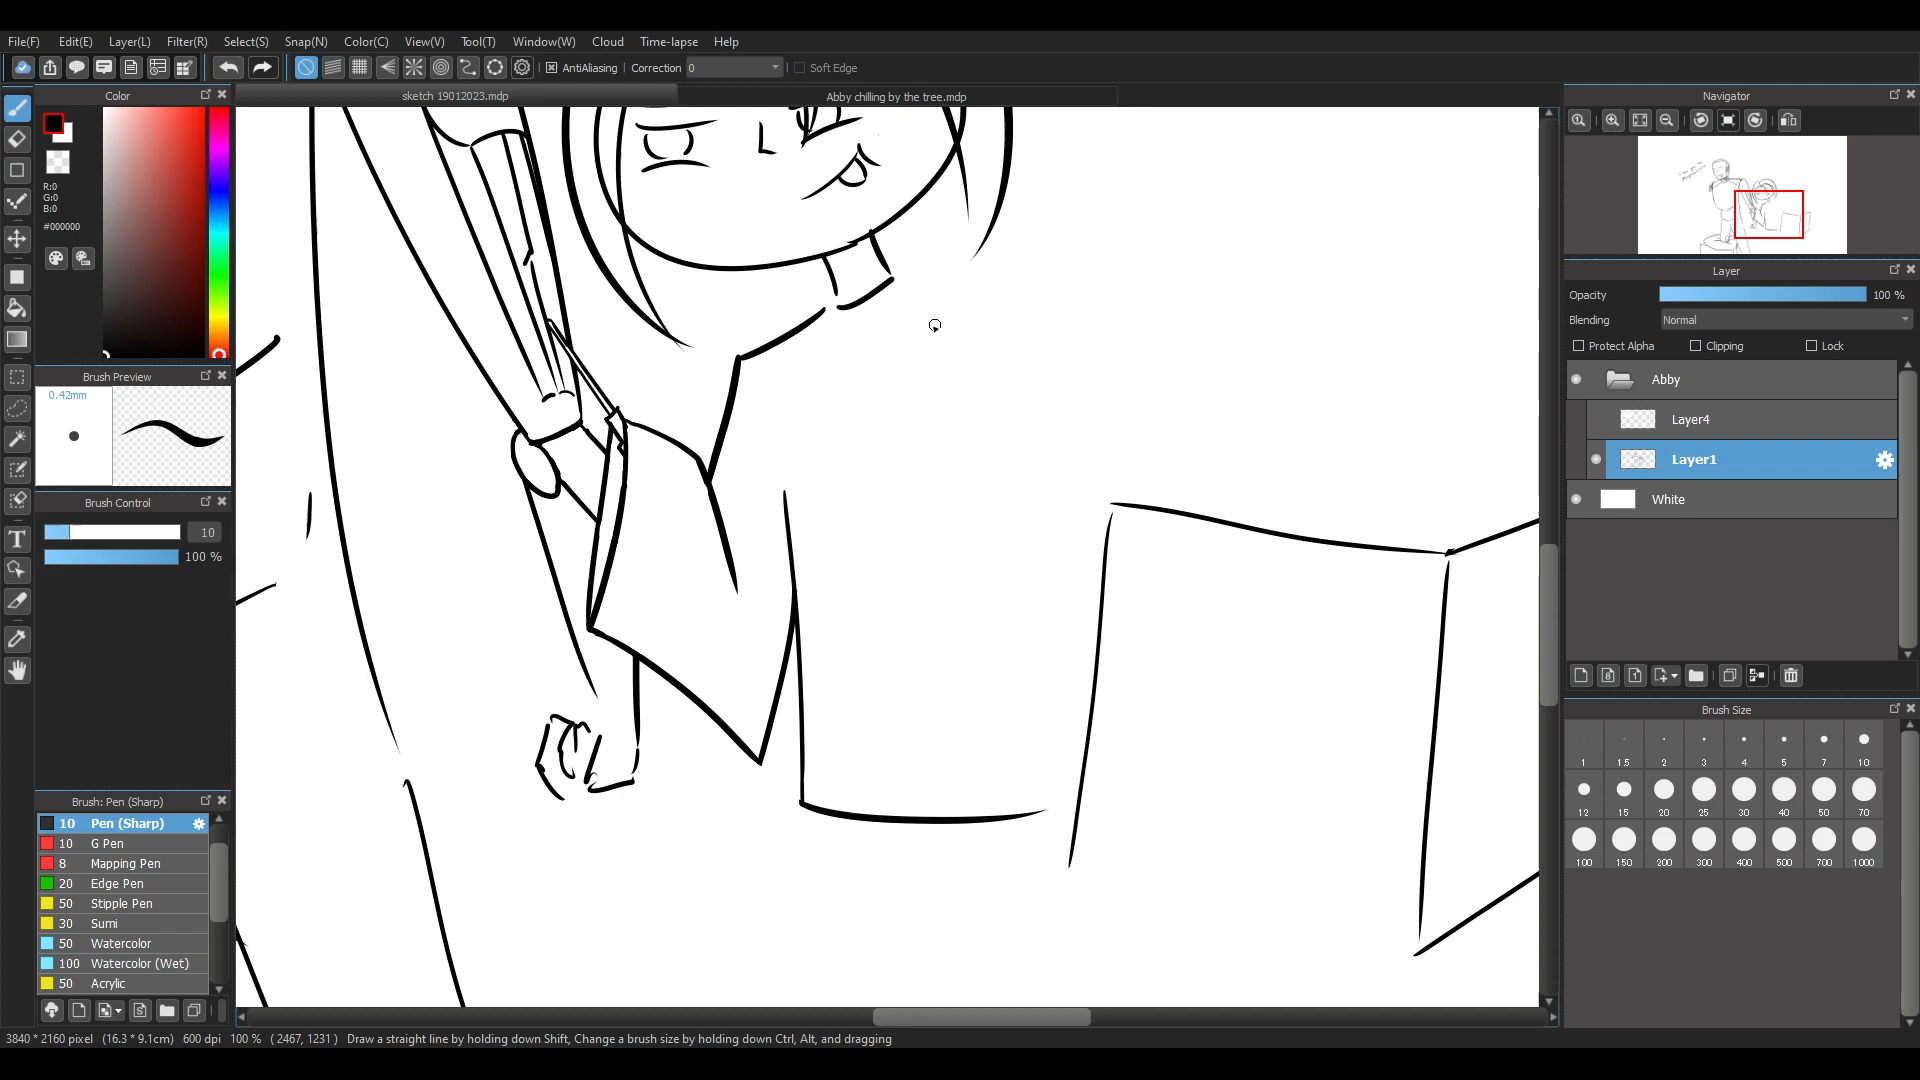 File(F) Edit(E) Layer(L) Filter(R) Select(S) Snap(N) Color(C) View(V) Tool(T) Window(W) Cloud Time-lapse Help
AntiAliasing Correction 0 Soft Edge
Color
sketch 19012023.mdp
Abby chilling by the tree.mdp
Navigator
R:0
G:0
B:0
#000000
Layer
Opacity 100 %
Blending Normal
Protect Alpha Clipping Lock
Brush Preview
0.42mm
Abby
Layer4
Layer1
White
Brush Control
10
100 %
Brush Size
1 1.5 2 3 4 5 7 10
12 15 20 25 30 40 50 70
100 150 200 300 400 500 700 1000
Brush: Pen (Sharp)
10 Pen (Sharp)
10 G Pen
8 Mapping Pen
20 Edge Pen
50 Stipple Pen
30 Sumi
50 Watercolor
100 Watercolor (Wet)
50 Acrylic
3840 * 2160 pixel (16.3 * 9.1cm) 600 dpi 100 % ( 2467, 1231 ) Draw a straight line by holding down Shift, Change a brush size by holding down Ctrl, Alt, and dragging